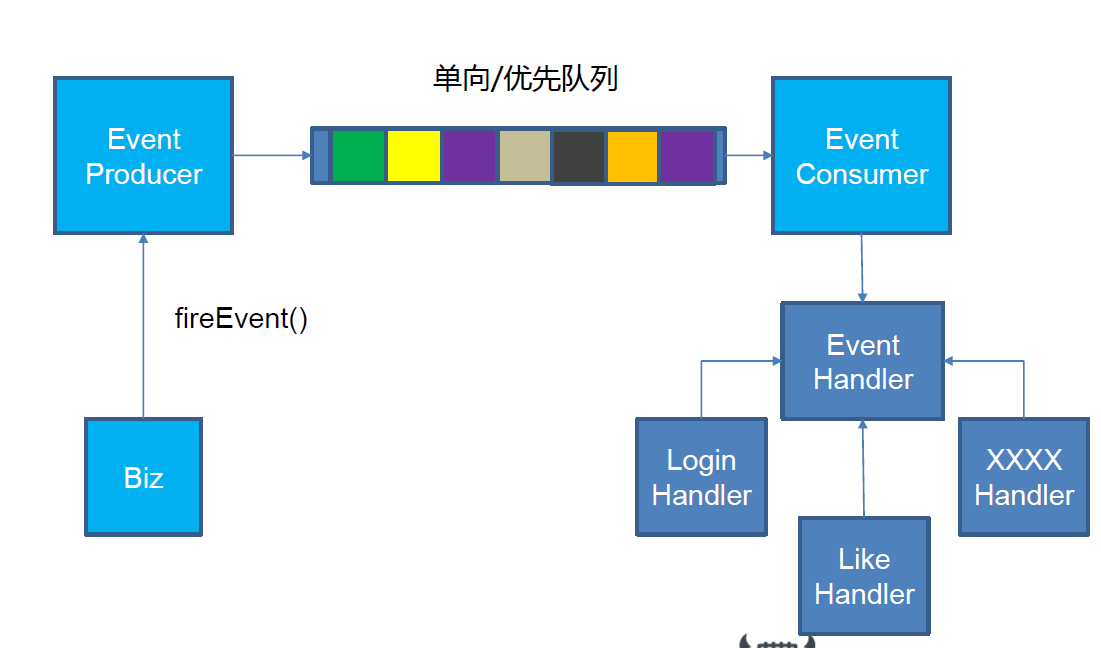 单向/优先队列
Event
Producer
Event
Consumer
fireEvent()
Event
Handler
Biz
Login
Handler
XXXX
Handler
Like
Handler